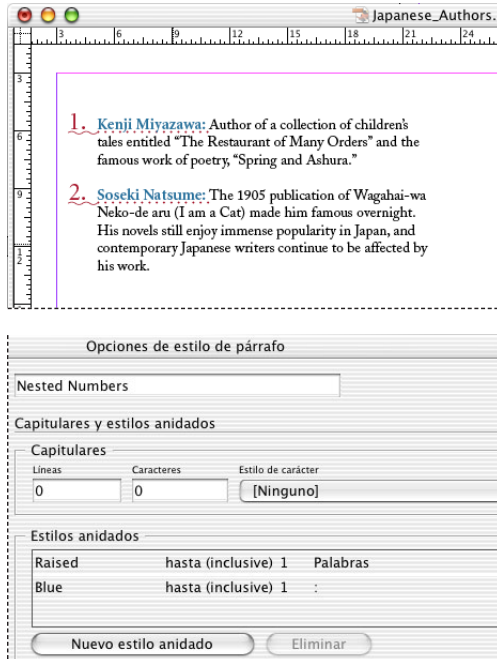 Japanese_Authors.
3 6 9 12 15 18 21 24
3
1. Kenji Miyazawa: Author of a collection of children's
tales entitled “The Restaurant of Many Orders” and the
6
famous work of poetry, “Spring and Ashura.”
9
2. Soseki Natsume: The 1905 publication of Wagahai-wa
Neko-de aru (I am a Cat) made him famous overnight.
His novels still enjoy immense popularity in Japan, and
12
contemporary Japanese writers continue to be affected by
his work.
Opciones de estilo de párrafo
Nested Numbers
Capitulares y estilos anidados
Capitulares
Líneas Caracteres Estilo de carácter
0 0 [Ninguno]
Estilos anidados
Raised hasta (inclusive) 1 Palabras
Blue hasta (inclusive) 1 :
Nuevo estilo anidado Eliminar